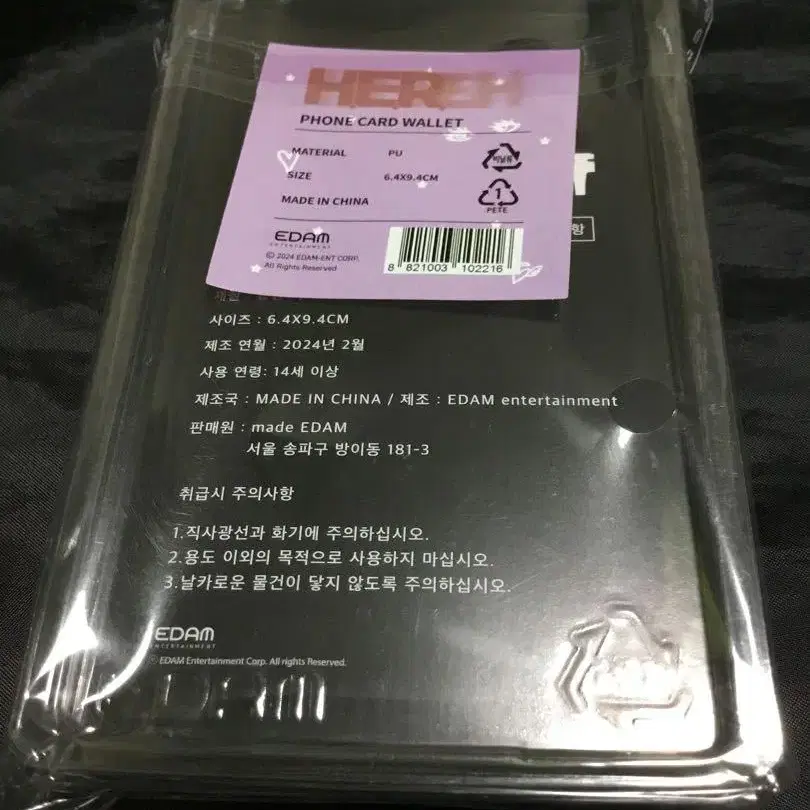 H.E.R.EH
PHONE CARD WALLET
MATERIAL PU
SIZE 6.4X9.4CM
MADE IN CHINA
비닐류
1
PETE
EDAM
ENTERTAINMENT
© 2024 EDAM-ENT CORP.
All Rights Reserved
8 821003 102216
항
사이즈 : 6.4X9.4CM
제조 연월 : 2024년 2월
사용 연령: 14세 이상
제조국 : MADE IN CHINA / 제조 : EDAM entertainment
판매원 : made EDAM
서울 송파구 방이동 181-3
취급시 주의사항
1.직사광선과 화기에 주의하십시오.
2.용도 이외의 목적으로 사용하지 마십시오.
3.날카로운 물건이 닿지 않도록 주의하십시오.
EDAM
ENTERTAINMENT
© EDAM Entertainment Corp. All rights Reserved.